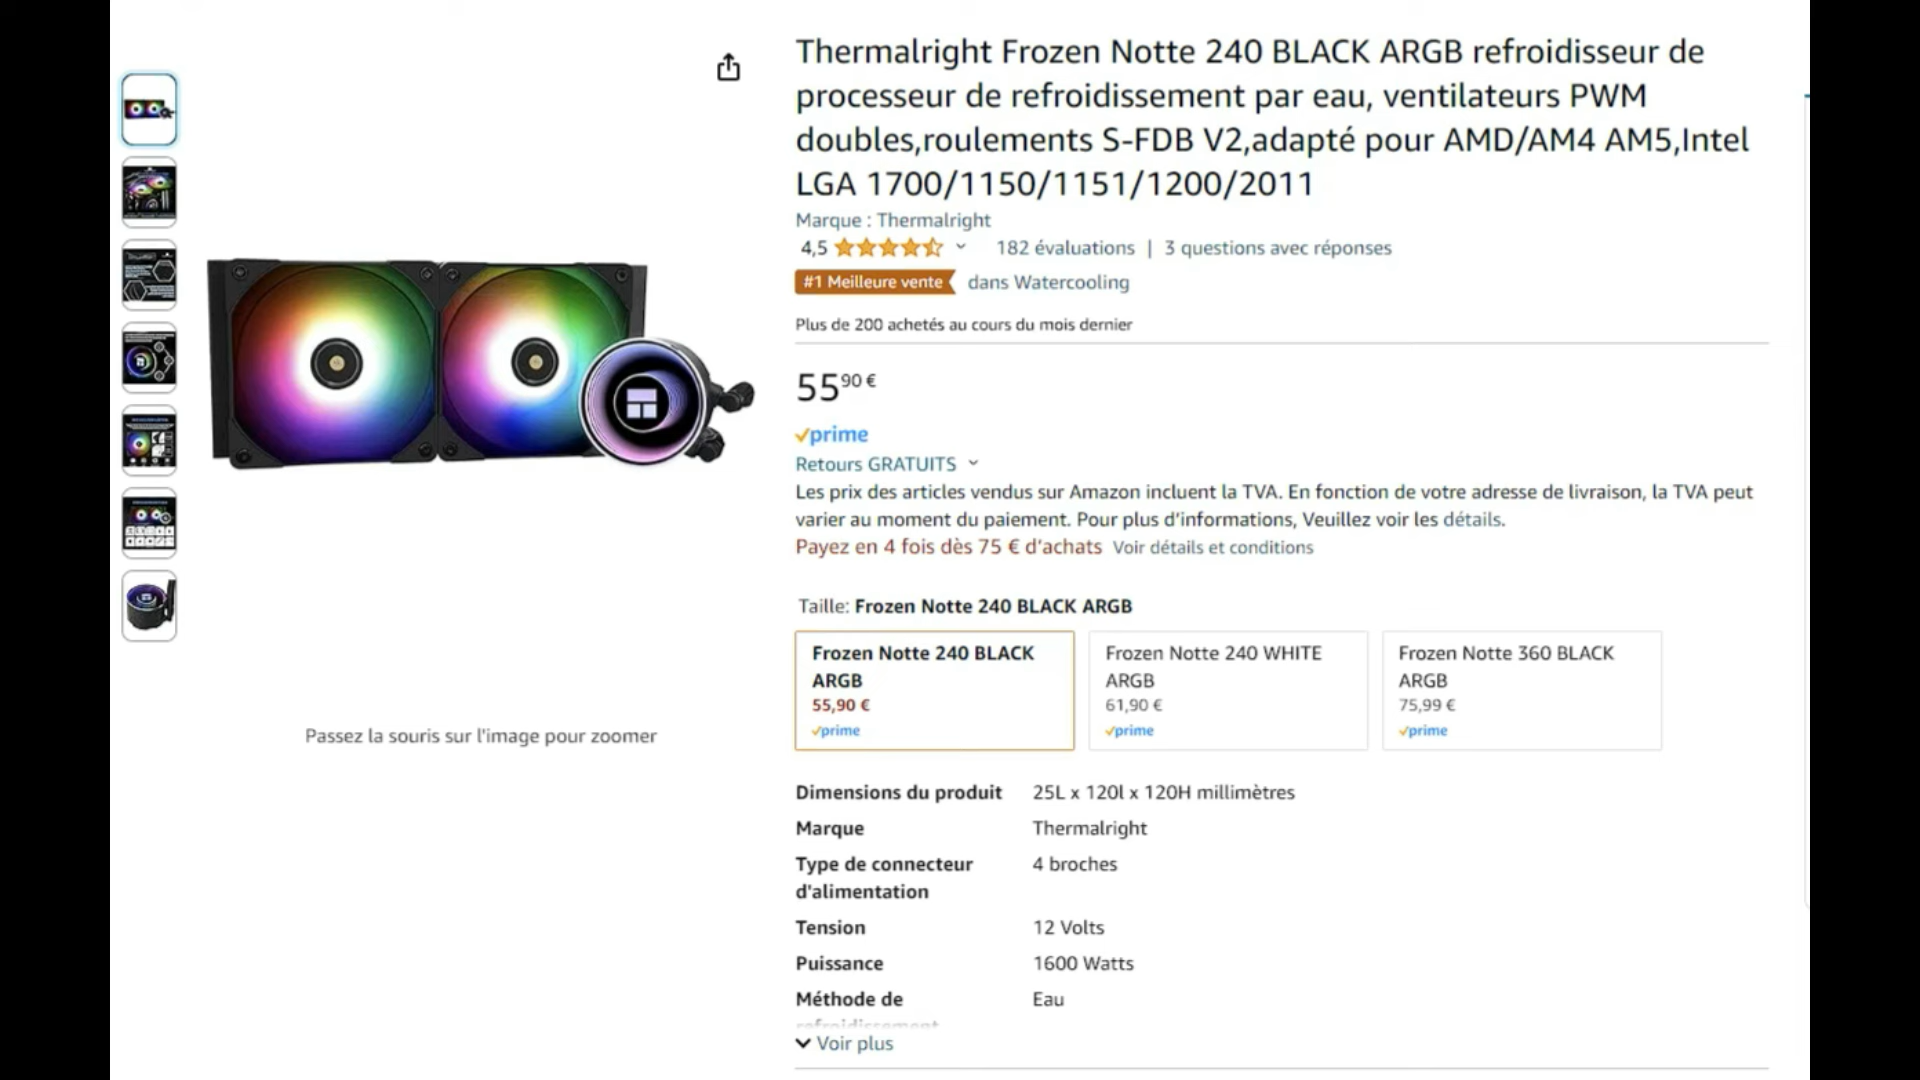 Thermalright Frozen Notte 240 BLACK ARGB refroidisseur de
processeur de refroidissement par eau, ventilateurs PWM
doubles,roulements S-FDB V2,adapté pour AMD/AM4 AM5,Intel
LGA 1700/1150/1151/1200/2011
Marque : Thermalright
4,5 182 évaluations | 3 questions avec réponses
#1 Meilleure vente dans Watercooling
Plus de 200 achetés au cours du mois dernier
55 90 €
prime
Retours GRATUITS
Les prix des articles vendus sur Amazon incluent la TVA. En fonction de votre adresse de livraison, la TVA peut
varier au moment du paiement. Pour plus d'informations, Veuillez voir les détails.
Payez en 4 fois dès 75 € d'achats Voir détails et conditions
Taille: Frozen Notte 240 BLACK ARGB
Frozen Notte 240 BLACK
ARGB
55,90 €
prime
Frozen Notte 240 WHITE
ARGB
61,90 €
prime
Frozen Notte 360 BLACK
ARGB
75,99 €
prime
Passez la souris sur l'image pour zoomer
Dimensions du produit 25L x 120l x 120H millimètres
Marque Thermalright
Type de connecteur 4 broches
d'alimentation
Tension 12 Volts
Puissance 1600 Watts
Méthode de Eau
refroidissement
Voir plus